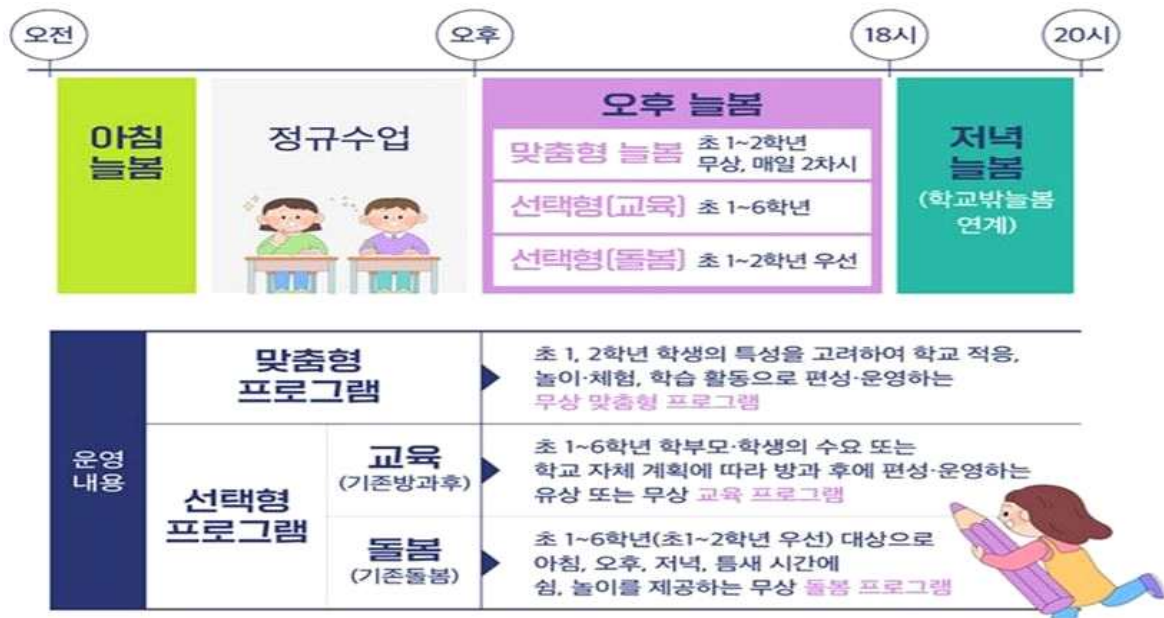 오전
오후
18시
20시
아침
늘봄
정규수업
오후 늘봄
맞춤형 늘봄 초 1~2학년
무상, 매일 2차시
선택형(교육) 초 1~6학년
선택형(돌봄) 초 1~2학년 우선
저녁
늘봄
(학교밖늘봄
연계)
운영
내용
맞춤형
프로그램
초 1, 2학년 학생의 특성을 고려하여 학교 적응,
놀이·체험, 학습 활동으로 편성·운영하는
무상 맞춤형 프로그램
선택형
프로그램
교육
(기존방과후)
초 1~6학년 학부모·학생의 수요 또는
학교 자체 계획에 따라 방과 후에 편성·운영하는
유상 또는 무상 교육 프로그램
돌봄
(기존돌봄)
초 1~6학년(초1~2학년 우선) 대상으로
아침, 오후, 저녁, 틈새 시간에
쉼, 놀이를 제공하는 무상 돌봄 프로그램